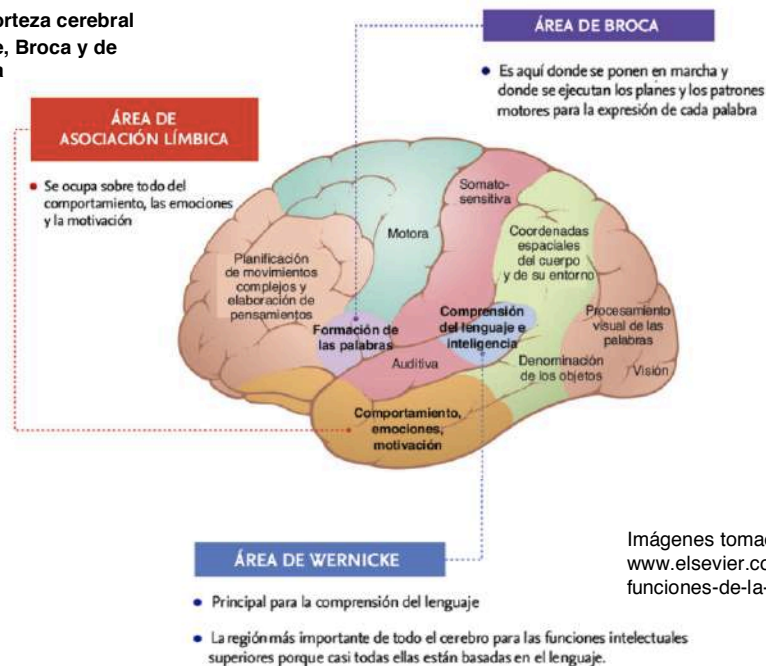 orteza cerebral
e, Broca y de
ÁREA DE BROCA
• Es aquí donde se ponen en marcha y
donde se ejecutan los planes y los patrones
motores para la expresión de cada palabra
ÁREA DE
ASOCIACIÓN LÍMBICA
• Se ocupa sobre todo del
comportamiento, las emociones
y la motivación
Somato-
sensitiva
Motora
Coordenadas
espaciales
del cuerpo
y de su entorno
Planificación
de movimientos
complejos y
elaboración de
pensamientos
Formación de
las palabras
Comprensión
del lenguaje e
inteligencia
Procesamiento
visual de las
palabras
Auditiva
Denominación
de los objetos
Visión
Comportamiento,
emociones,
motivación
ÁREA DE WERNICKE
• Principal para la comprensión del lenguaje
• La región más importante de todo el cerebro para las funciones intelectuales
superiores porque casi todas ellas están basadas en el lenguaje.
Imágenes tomad
www.elsevier.co
funciones-de-la-